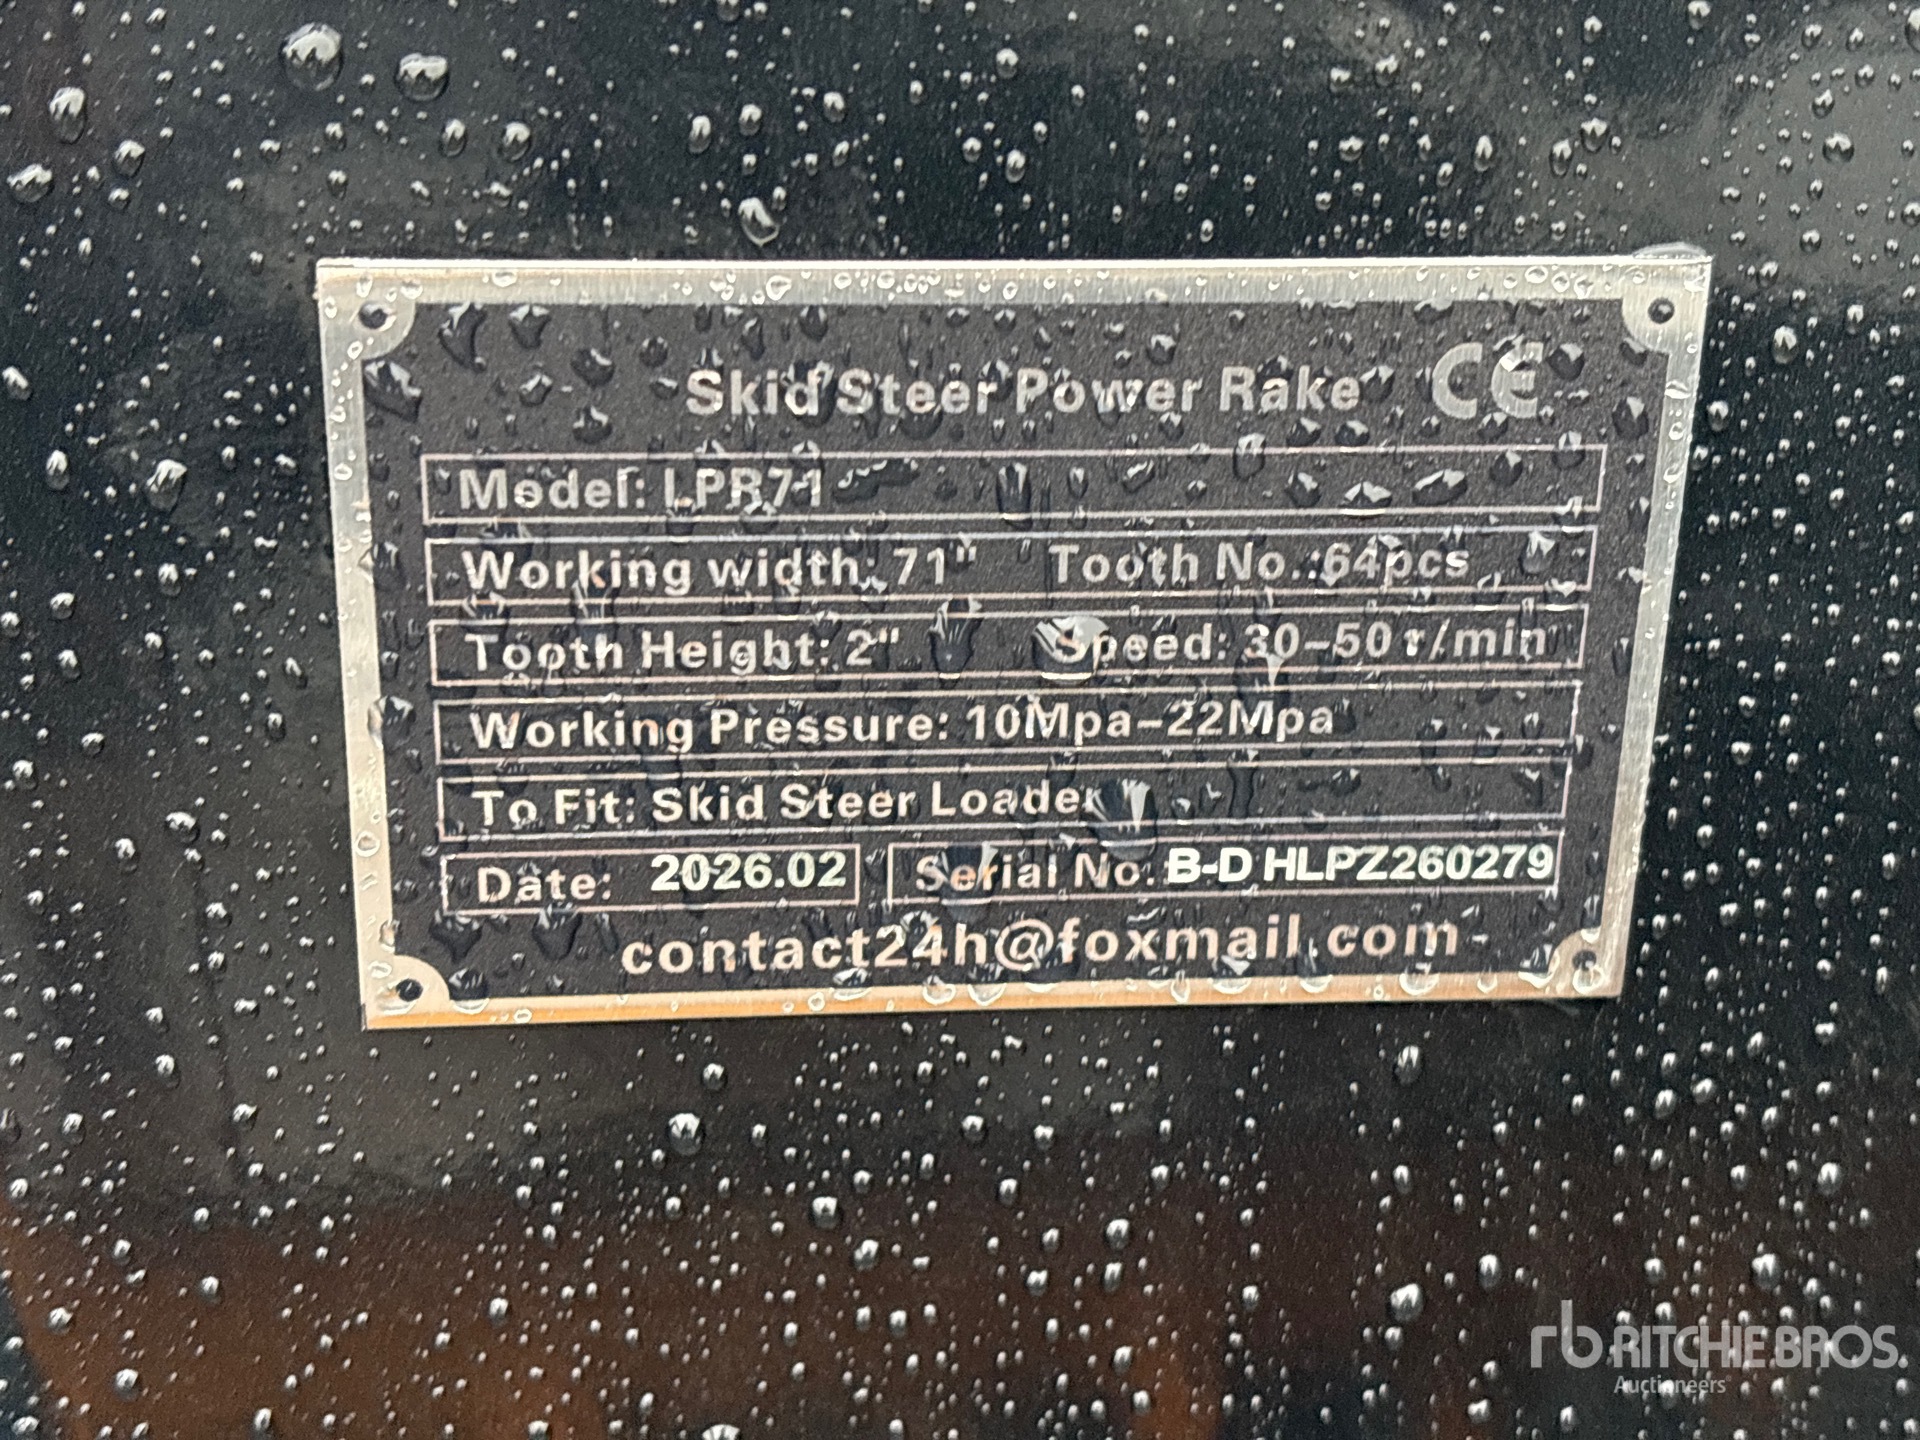 Skid Steer Power Rake CE
Model: LPR71
Working width: 71" Tooth No.:64pcs
Tooth Height: 2" Speed: 30-50 r/min
Working Pressure: 10Mpa-22Mpa
To Fit: Skid Steer Loader
Date: 2026.02 Serial No.: B-D HLPZ260279
contact24h@foxmail.com
rb RITCHIE BROS.
Auctioneers